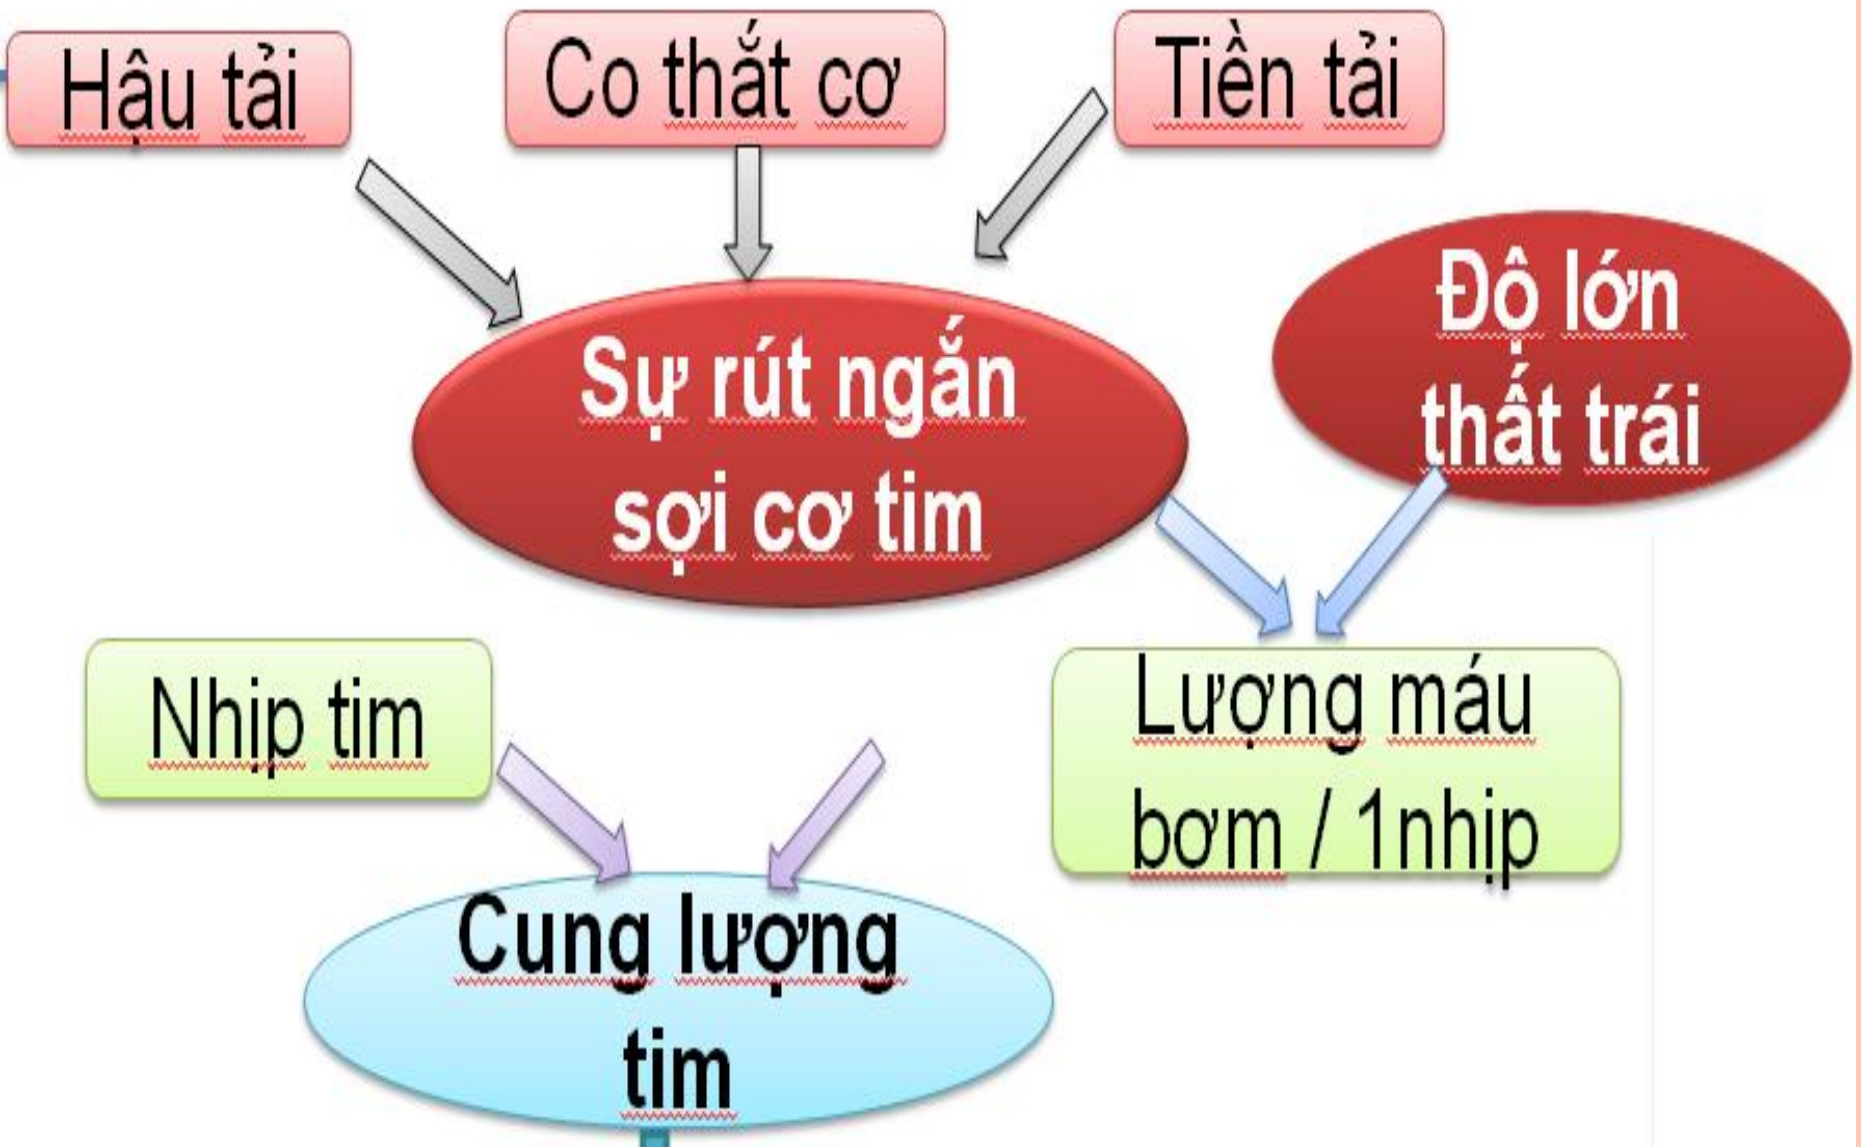 Hậu tải
Co thắt cơ
Tiền tải
Sự rút ngắn
sợi cơ tim
Độ lớn
thất trái
Nhịp tim
Lượng máu
bơm / 1nhịp
Cung lượng
tim